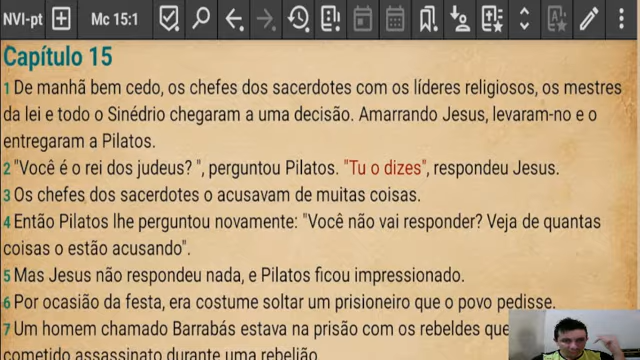 NVI-pt Mc 15:1
Capítulo 15
1 De manhã bem cedo, os chefes dos sacerdotes com os líderes religiosos, os mestres
da lei e todo o Sinédrio chegaram a uma decisão. Amarrando Jesus, levaram-no e o
entregaram a Pilatos.
2 "Você é o rei dos judeus? ", perguntou Pilatos. "Tu o dizes", respondeu Jesus.
3 Os chefes dos sacerdotes o acusavam de muitas coisas.
4 Então Pilatos lhe perguntou novamente: "Você não vai responder? Veja de quantas
coisas o estão acusando".
5 Mas Jesus não respondeu nada, e Pilatos ficou impressionado.
6 Por ocasião da festa, era costume soltar um prisioneiro que o povo pedisse.
7 Um homem chamado Barrabás estava na prisão com os rebeldes que
cometido assassinato durante uma rebelião.